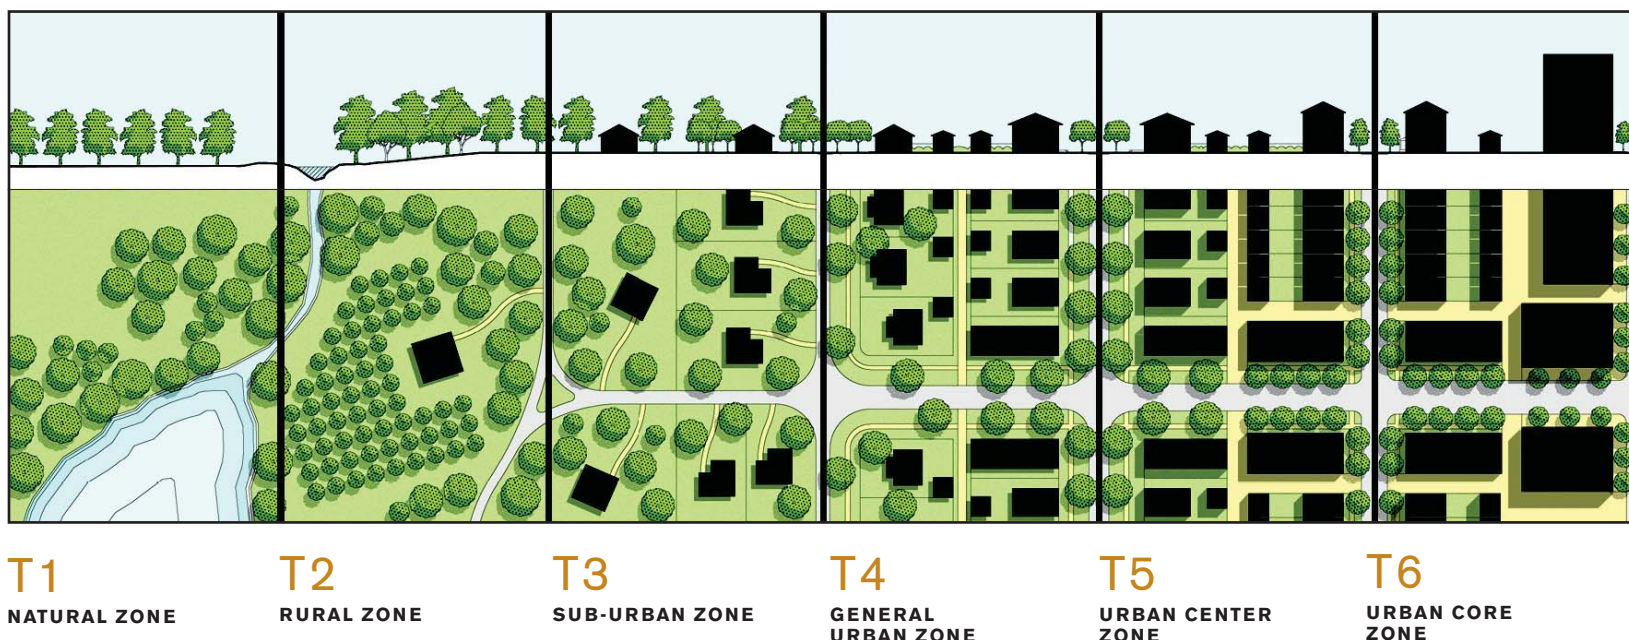 T1
NATURAL ZONE
T2
RURAL ZONE
T3
SUB-URBAN ZONE
T4
GENERAL
URBAN ZONE
T5
URBAN CENTER
ZONE
T6
URBAN CORE
ZONE